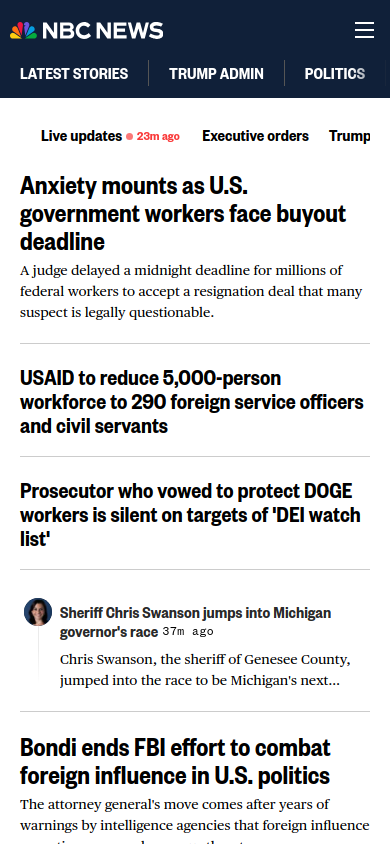 NBC NEWS
LATEST STORIES TRUMP ADMIN POLITICS
Live updates 23m ago Executive orders Trump
Anxiety mounts as U.S.
government workers face buyout
deadline
A judge delayed a midnight deadline for millions of
federal workers to accept a resignation deal that many
suspect is legally questionable.
USAID to reduce 5,000-person
workforce to 290 foreign service officers
and civil servants
Prosecutor who vowed to protect DOGE
workers is silent on targets of 'DEI watch
list'
Sheriff Chris Swanson jumps into Michigan
governor's race 37m ago
Chris Swanson, the sheriff of Genesee County,
jumped into the race to be Michigan's next...
Bondi ends FBI effort to combat
foreign influence in U.S. politics
The attorney general's move comes after years of
warnings by intelligence agencies that foreign influence